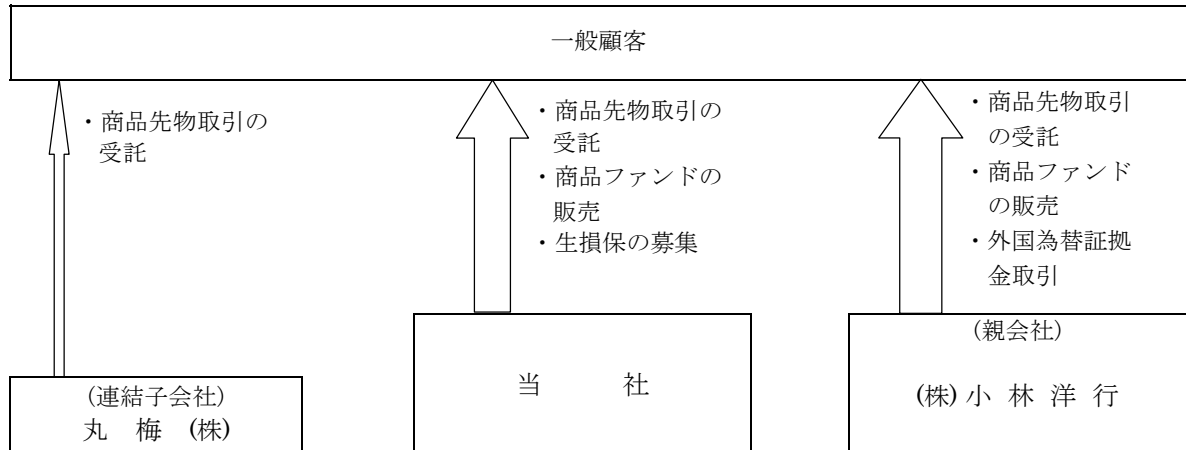 一般顧客
・商品先物取引の
受託
・商品先物取引の
受託
・商品ファンドの
販売
・生損保の募集
・商品先物取引
の受託
・商品ファンド
の販売
・外国為替証拠
金取引
(連結子会社)
丸 梅 (株)
当 社
(親会社)
(株) 小 林 洋 行